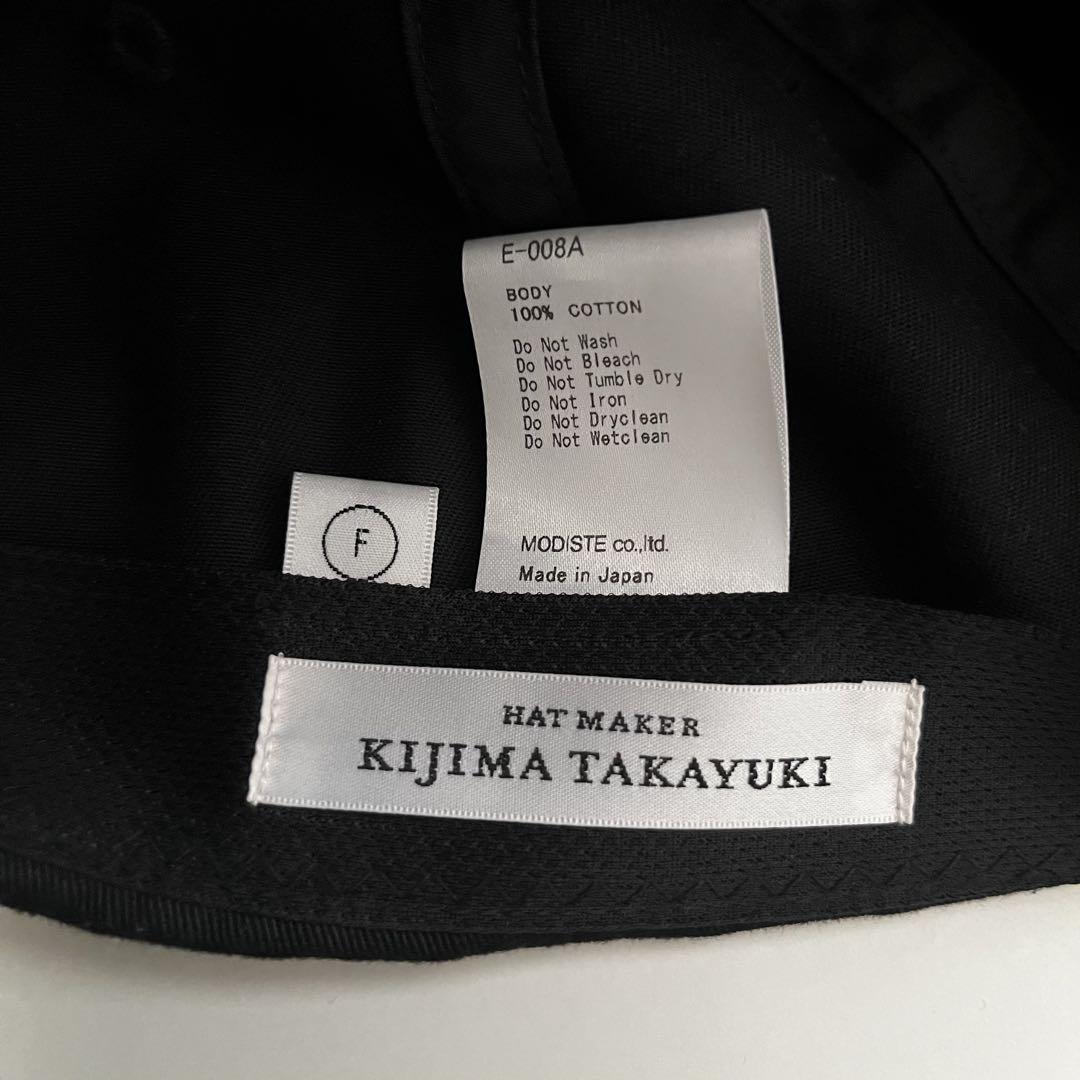 E-008A
BODY
100% COTTON
Do Not Wash
Do Not Bleach
Do Not Tumble Dry
Do Not Iron
Do Not Dryclean
Do Not Wetclean
MODISTE co.,ltd.
Made in Japan
F
HAT MAKER
KIJIMA TAKAYUKI